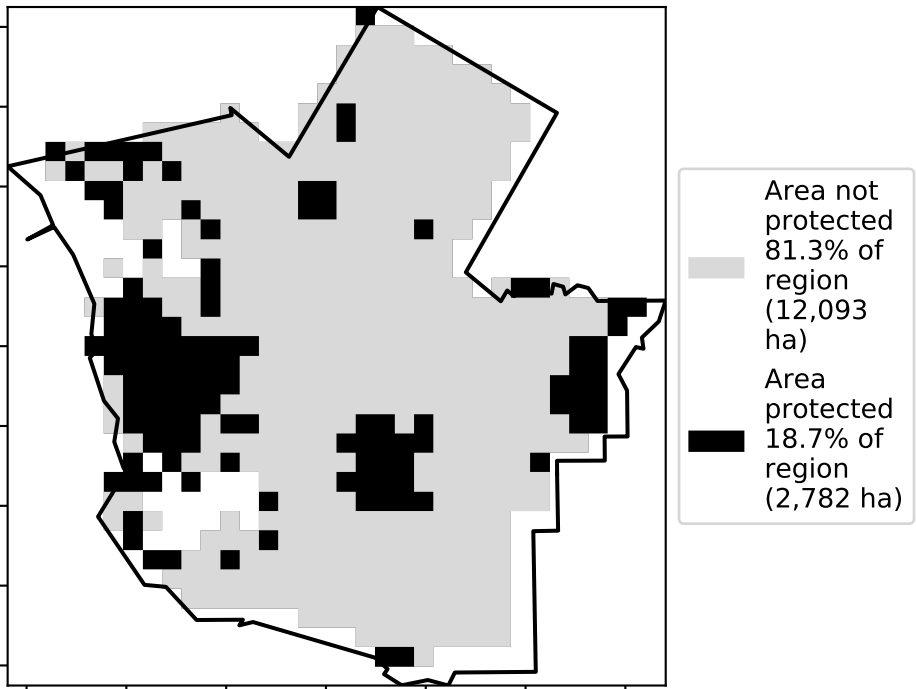 Area not
protected
81.3% of
region
(12,093
ha)
Area
protected
18.7% of
region
(2,782 ha)